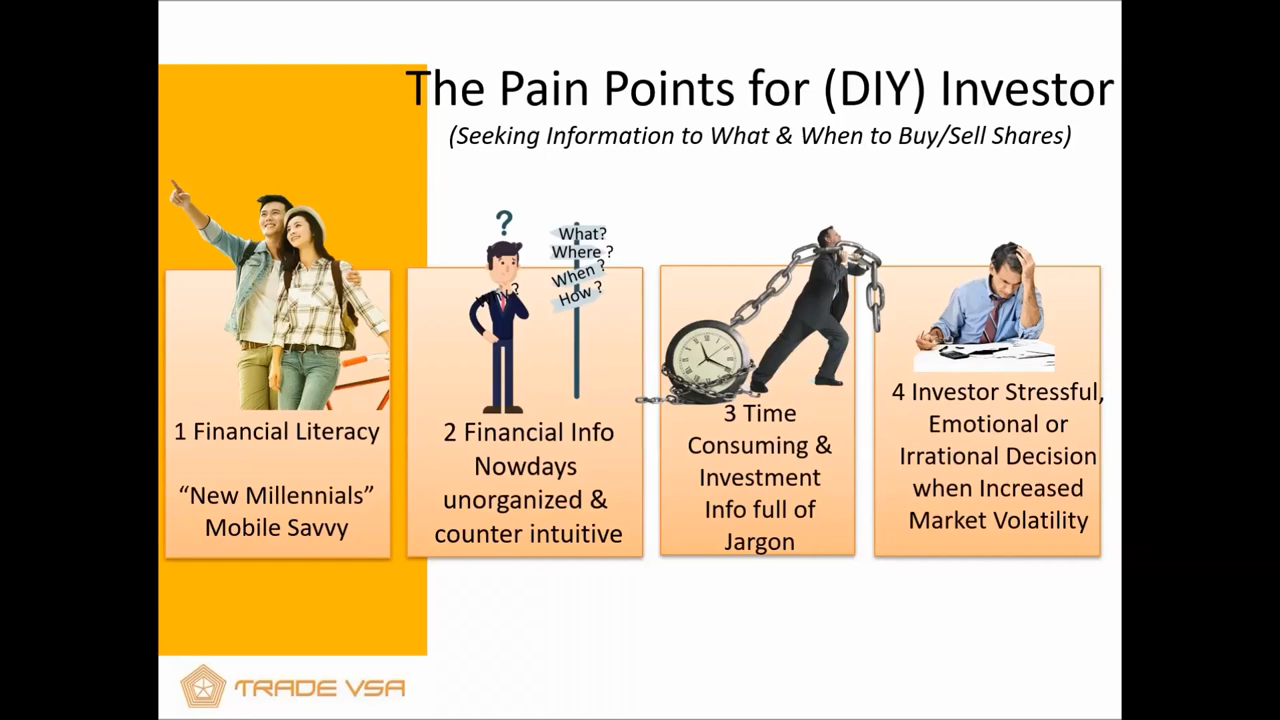 The Pain Points for (DIY) Investor
(Seeking Information to What & When to Buy/Sell Shares)
What?
Where ?
When ?
How ?
1 Financial Literacy
“New Millennials”
Mobile Savvy
2 Financial Info
Nowdays
unorganized &
counter intuitive
3 Time
Consuming &
Investment
Info full of
Jargon
4 Investor Stressful,
Emotional or
Irrational Decision
when Increased
Market Volatility
TRADE VSA